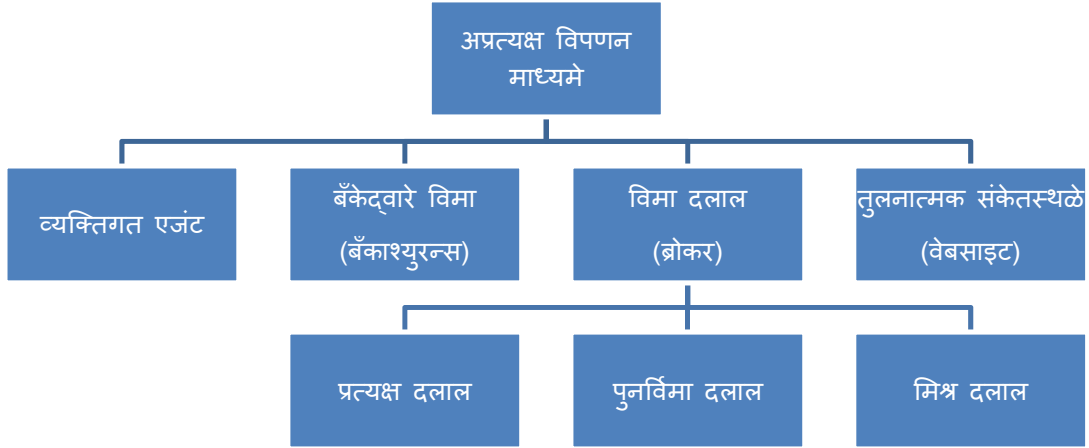 अप्रत्यक्ष विपणन
माध्यमे
व्यक्तिगत एजंट
बँकेद्वारे विमा
(बँकाश्युरन्स)
विमा दलाल
(ब्रोकर)
तुलनात्मक संकेतस्थळे
(वेबसाइट)
प्रत्यक्ष दलाल
पुनर्विमा दलाल
मिश्र दलाल